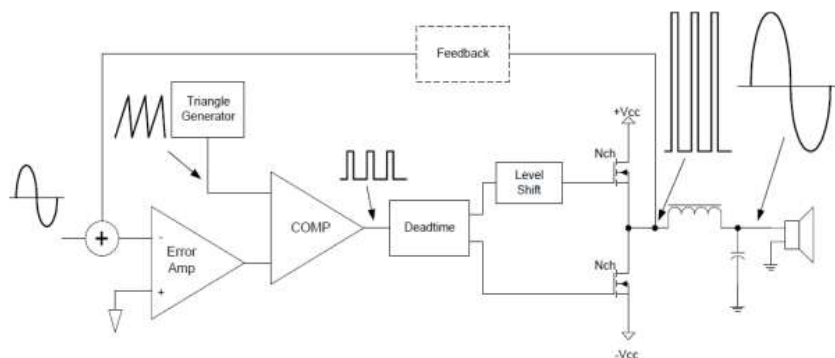 Feedback
Triangle
Generator
+Vcc
Nch
Level
Shift
COMP
Deadtime
+
-
Error
Amp
+
Nch
-Vcc